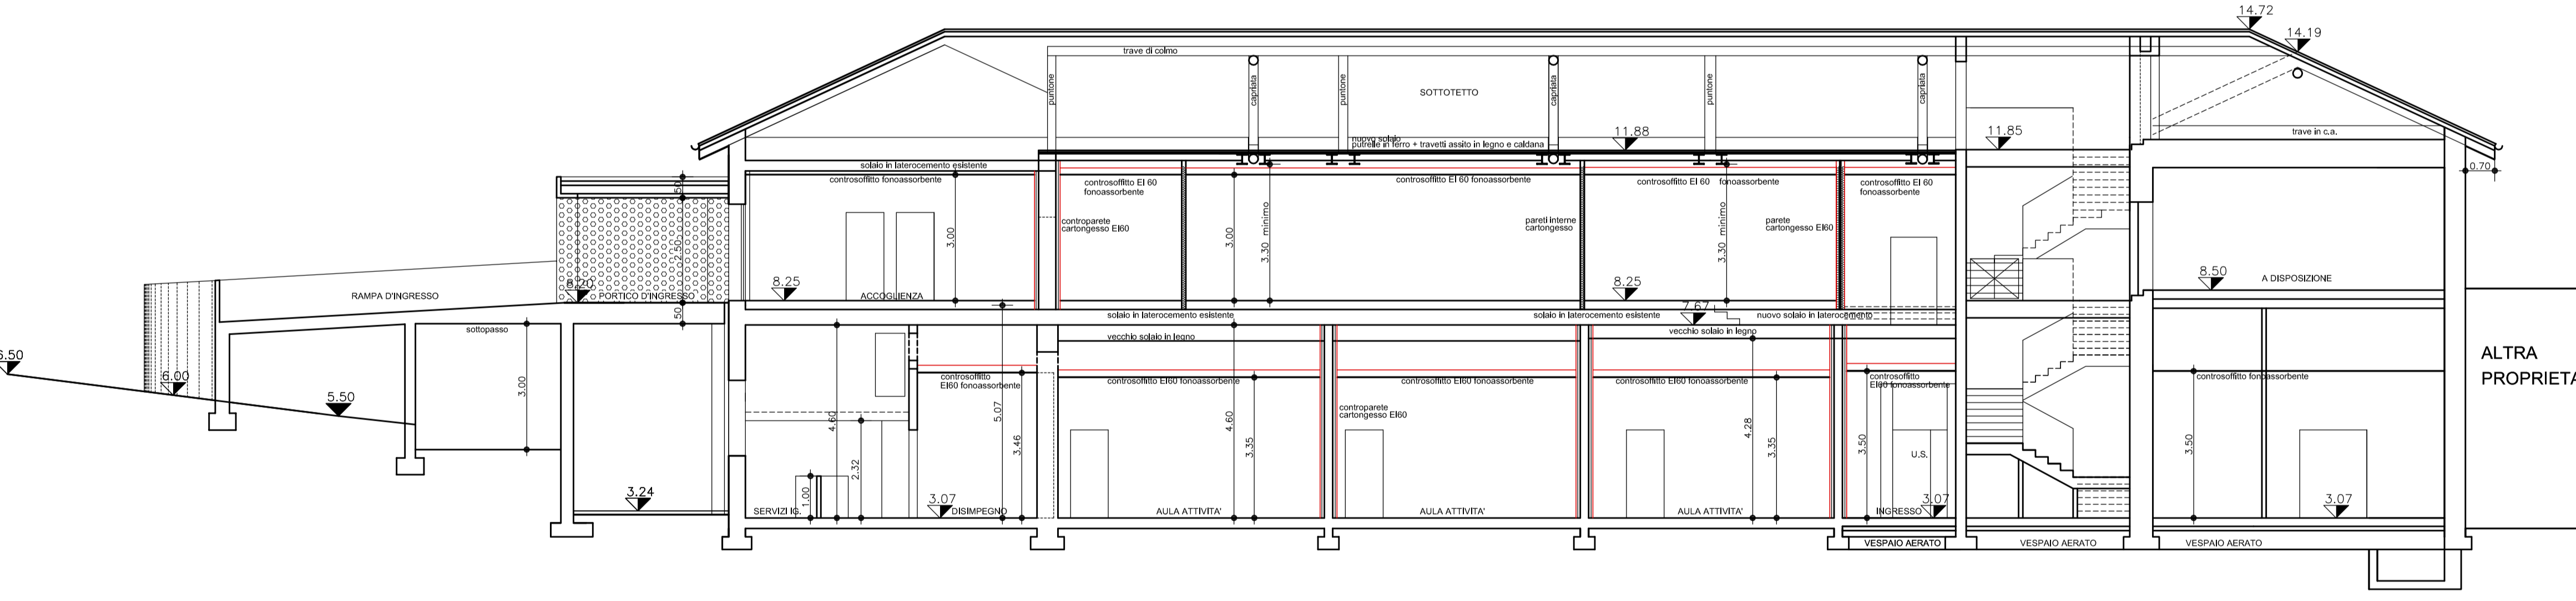 14.72
14.19
trave di colmo
puntone
capriata
puntone
capriata
puntone
capriata
SOTTOTETTO
nuovo solaio
putrelle in ferro + travetti assito in legno e caldana
11.88
11.85
trave in c.a.
0.70
solaio in laterocemento esistente
controsoffitto fonoassorbente
controsoffitto EI 60
fonoassorbente
controsoffitto EI 60 fonoassorbente
controsoffitto EI 60 fonoassorbente
controsoffitto EI 60
fonoassorbente
50
2.50
50
3.00
controparete
cartongesso EI60
3.00
3.30 minimo
pareti interne
cartongesso
3.30 minimo
parete
cartongesso EI60
RAMPA D'INGRESSO
8.20
PORTICO D'INGRESSO
8.25
ACCOGLIENZA
8.25
8.50
A DISPOSIZIONE
sottopasso
solaio in laterocemento esistente
solaio in laterocemento esistente
7.67
nuovo solaio in laterocemento
vecchio solaio in legno
vecchio solaio in legno
6.50
6.00
5.50
3.00
controsoffitto
EI60 fonoassorbente
controsoffitto EI60 fonoassorbente
controsoffitto EI60 fonoassorbente
controsoffitto EI60 fonoassorbente
controsoffitto
EI60 fonoassorbente
controsoffitto fonoassorbente
ALTRA
PROPRIETA
controparete
cartongesso EI60
4.60
2.32
1.00
5.07
3.46
4.60
3.35
4.28
3.35
3.50
U.S.
3.50
3.24
SERVIZI IG.
3.07
DISIMPEGNO
AULA ATTIVITA'
AULA ATTIVITA'
AULA ATTIVITA'
INGRESSO
3.07
3.07
VESPAIO AERATO
VESPAIO AERATO
VESPAIO AERATO